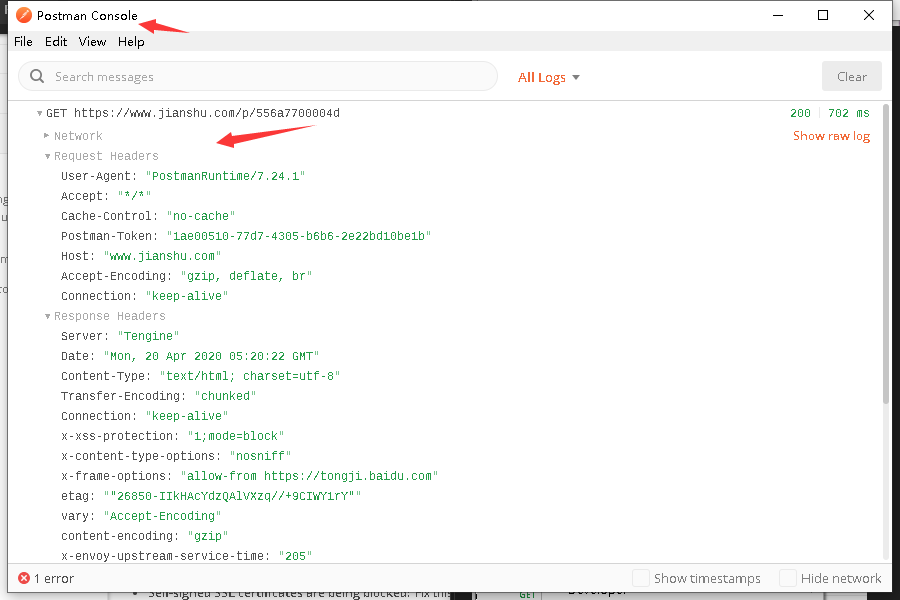 Postman Console
File Edit View Help
Search messages
All Logs
Clear
GET https://www.jianshu.com/p/556a7700004d
200 702 ms
Network
Show raw log
Request Headers
User-Agent: "PostmanRuntime/7.24.1"
Accept: "*/*"
Cache-Control: "no-cache"
Postman-Token: "1ae00510-77d7-4305-b6b6-2e22bd10be1b"
Host: "www.jianshu.com"
Accept-Encoding: "gzip, deflate, br"
Connection: "keep-alive"
Response Headers
Server: "Tengine"
Date: "Mon, 20 Apr 2020 05:20:22 GMT"
Content-Type: "text/html; charset=utf-8"
Transfer-Encoding: "chunked"
Connection: "keep-alive"
x-xss-protection: "1;mode=block"
x-content-type-options: "nosniff"
x-frame-options: "allow-from https://tongji.baidu.com"
etag: ""26850-IIkHAcYdzQAlVXzq//+9CIWY1rY""
vary: "Accept-Encoding"
content-encoding: "gzip"
x-envoy-upstream-service-time: "205"
1 error
Show timestamps
Hide network